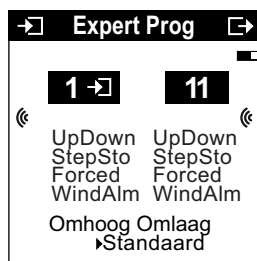 Expert Prog
1 11
UpDown UpDown
StepSto StepSto
Forced Forced
WindAlm WindAlm
Omhoog Omlaag
Standaard